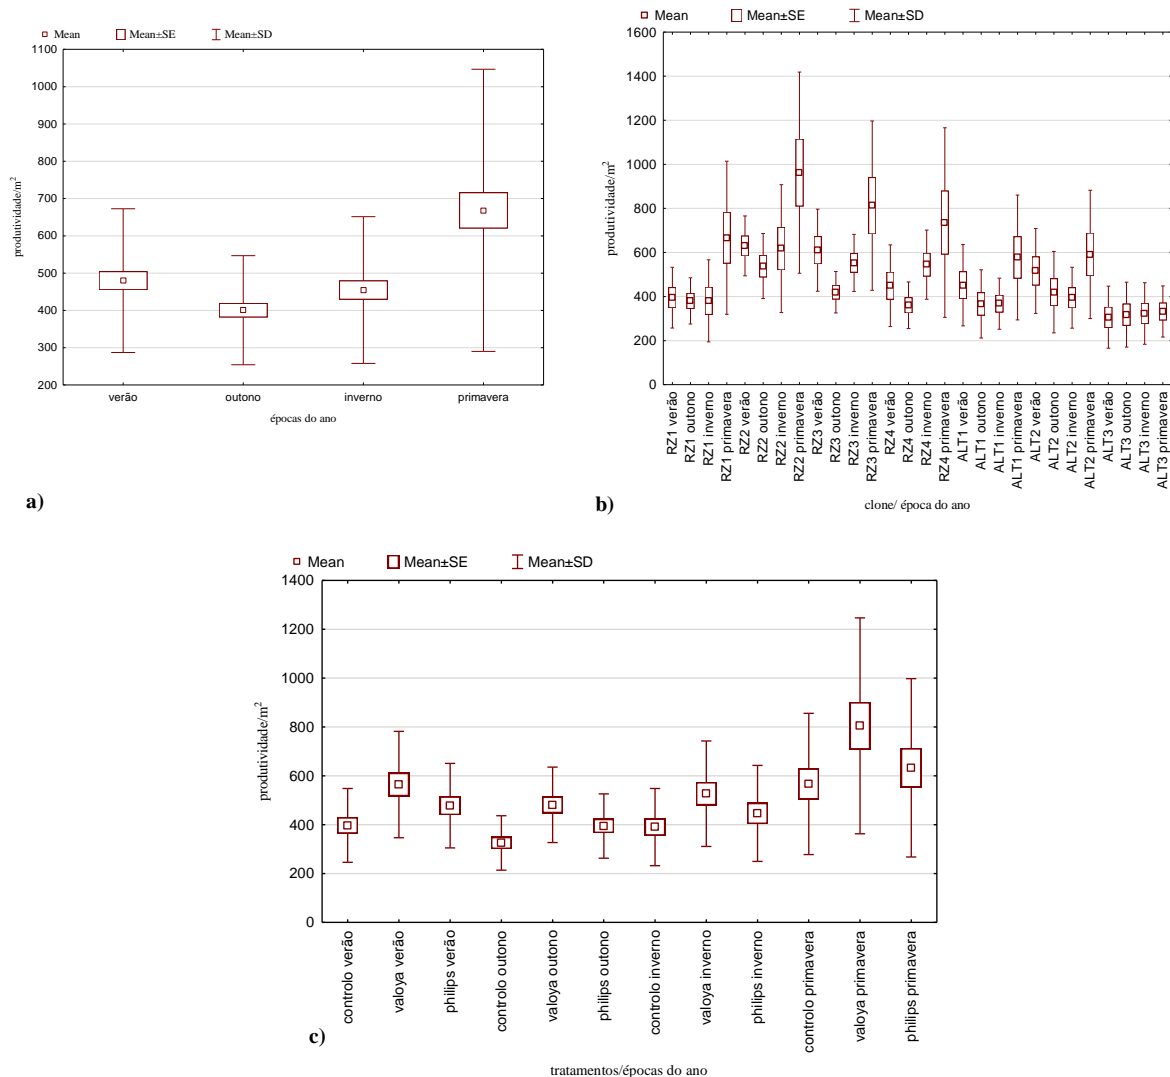 Mean Mean±SE Mean±SD
1100
1000
900
800
700
600
500
400
300
200
produtividade/m²
verão outono inverno primavera
épocas do ano
a)
Mean Mean±SE Mean±SD
1600
1400
1200
1000
800
600
400
200
0
produtividade/m²
RZ1 verão
RZ1 outono
RZ1 inverno
RZ1 primavera
RZ2 verão
RZ2 outono
RZ2 inverno
RZ2 primavera
RZ3 verão
RZ3 outono
RZ3 inverno
RZ3 primavera
RZ4 verão
RZ4 outono
RZ4 inverno
RZ4 primavera
ALT1 verão
ALT1 outono
ALT1 inverno
ALT1 primavera
ALT2 verão
ALT2 outono
ALT2 inverno
ALT2 primavera
ALT3 verão
ALT3 outono
ALT3 inverno
ALT3 primavera
clone/ época do ano
b)
Mean Mean±SE Mean±SD
1400
1200
1000
800
600
400
200
0
produtividade/m²
controlo verão
valoya verão
philips verão
controlo outono
valoya outono
philips outono
controlo inverno
valoya inverno
philips inverno
controlo primavera
valoya primavera
philips primavera
c)
tratamentos/épocas do ano